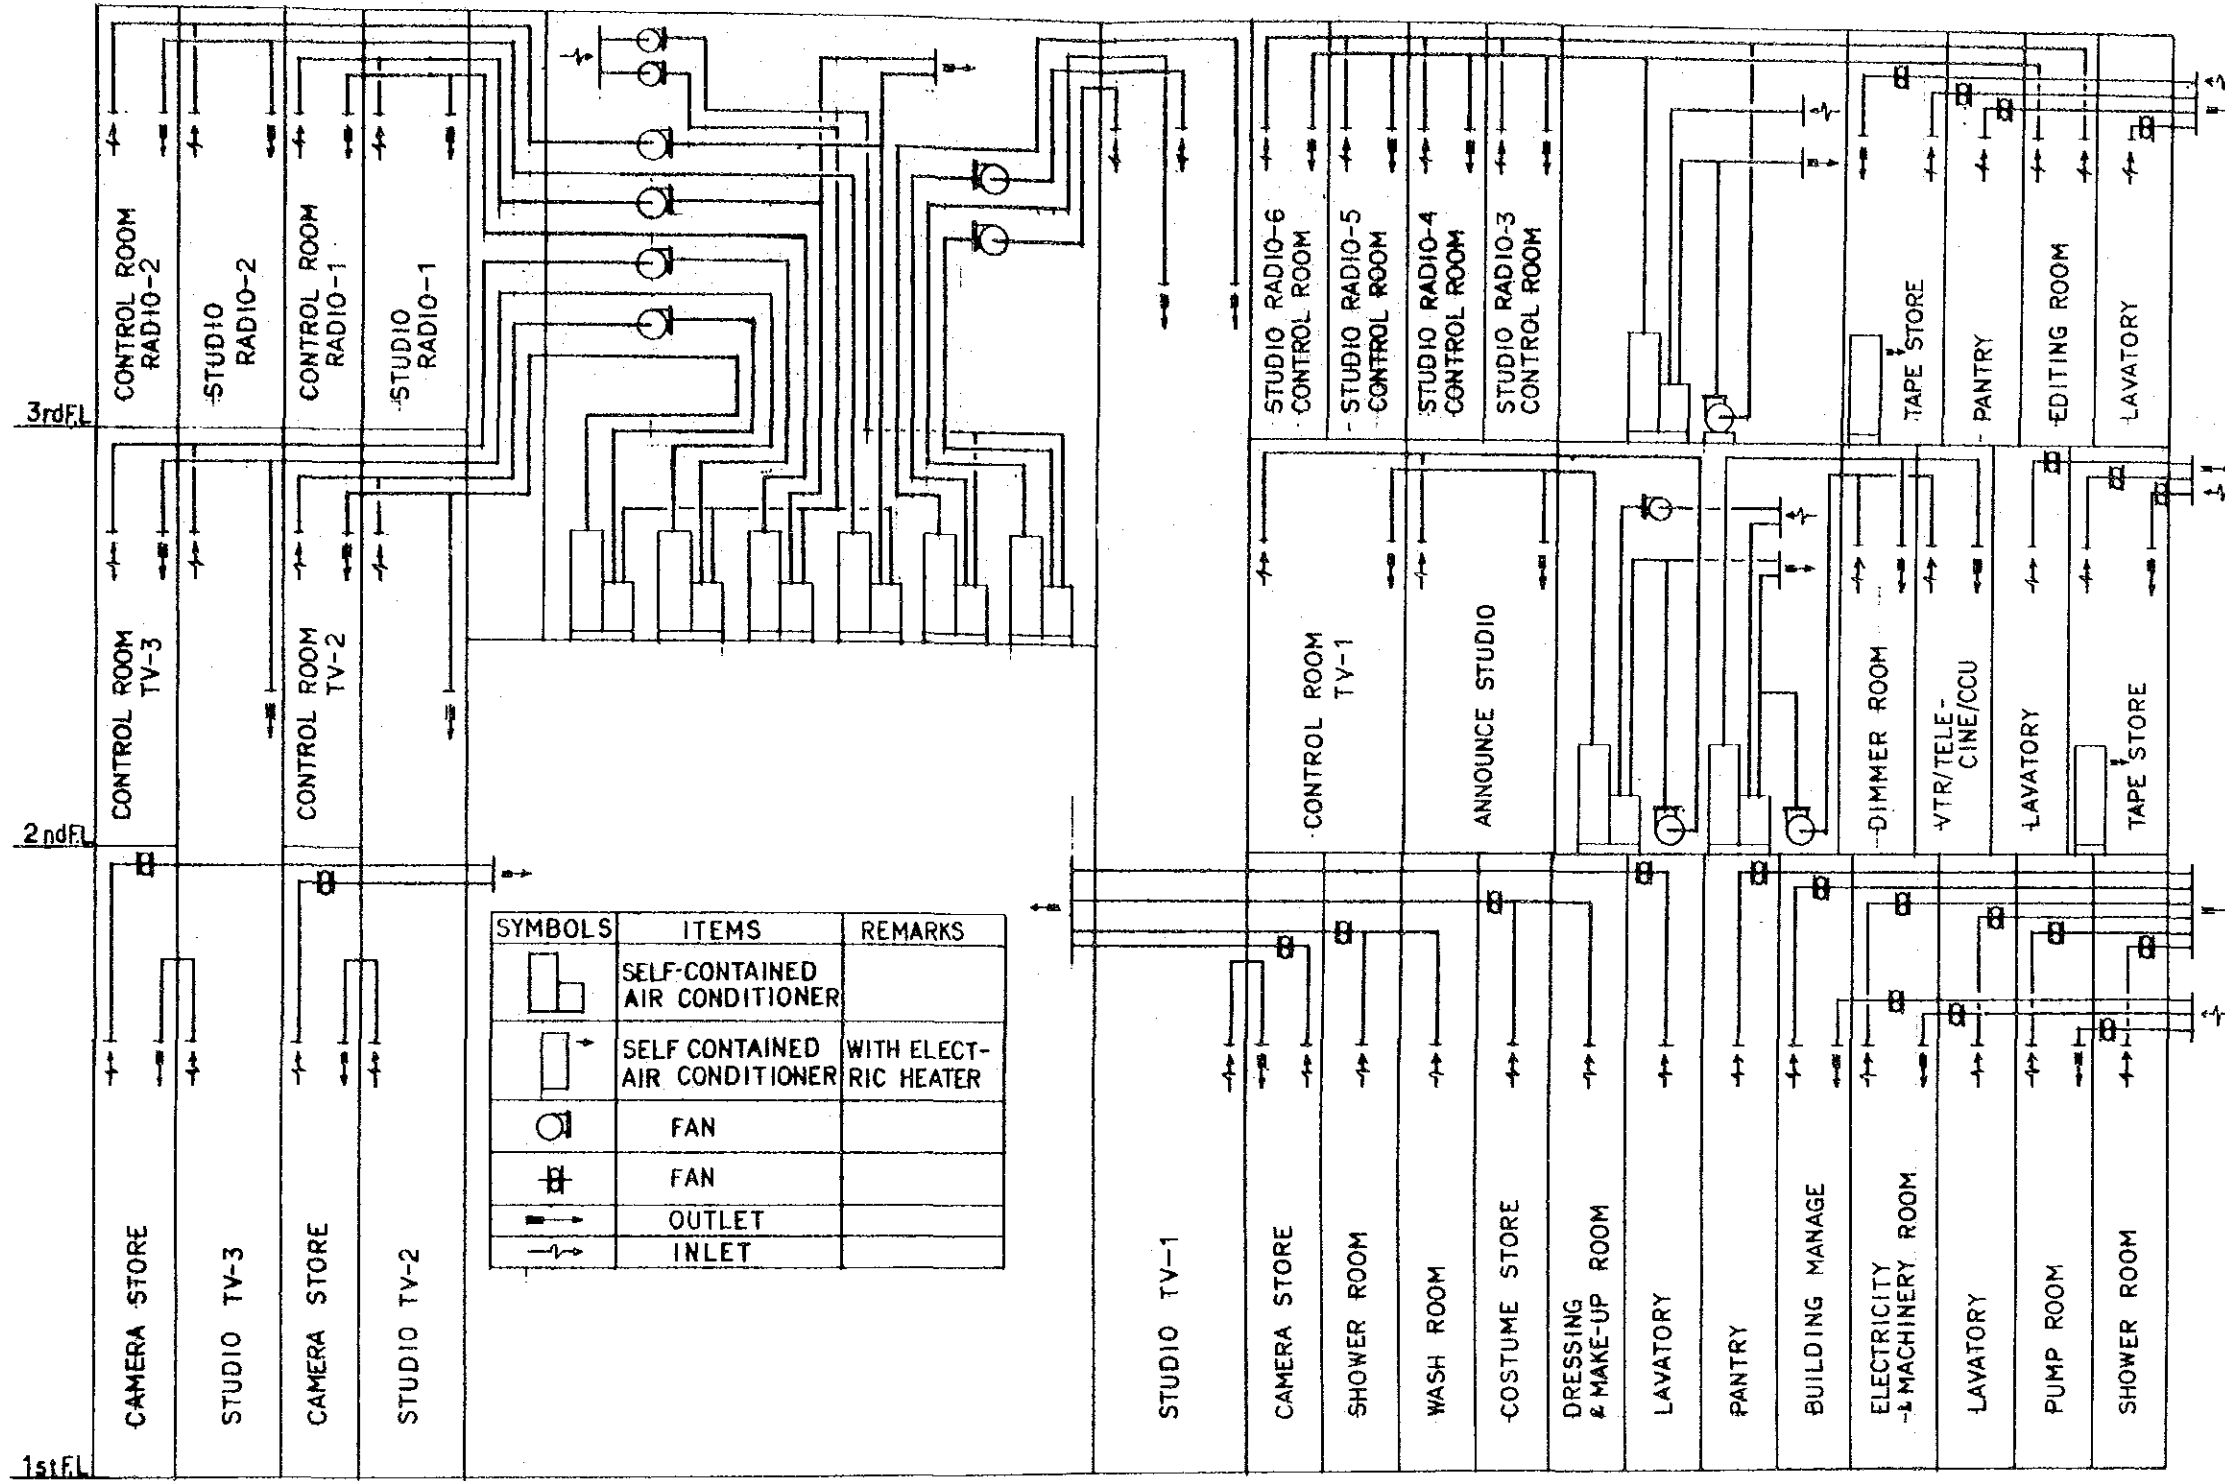 CONTROL ROOM
RADIO-2
STUDIO
RADIO-2
CONTROL ROOM
RADIO-1
STUDIO
RADIO-1
STUDIO RADIO-6
CONTROL ROOM
STUDIO RADIO-5
CONTROL ROOM
STUDIO RADIO-4
CONTROL ROOM
STUDIO RADIO-3
CONTROL ROOM
TAPE STORE
PANTRY
EDITING ROOM
LAVATORY
3rdF.L
CONTROL ROOM
TV-3
CONTROL ROOM
TV-2
CONTROL ROOM
TV-1
ANNOUNCE STUDIO
DIMMER ROOM
VTR/TELE-
CINE/CCU
LAVATORY
TAPE STORE
2ndF.L
SYMBOLS ITEMS REMARKS
SELF-CONTAINED
AIR CONDITIONER
SELF CONTAINED WITH ELECT-
AIR CONDITIONER RIC HEATER
FAN
FAN
OUTLET
INLET
CAMERA STORE
STUDIO TV-3
CAMERA STORE
STUDIO TV-2
STUDIO TV-1
CAMERA STORE
SHOWER ROOM
WASH ROOM
COSTUME STORE
DRESSING
& MAKE-UP ROOM
LAVATORY
PANTRY
BUILDING MANAGE
ELECTRICITY
& MACHINERY ROOM
LAVATORY
PUMP ROOM
SHOWER ROOM
1stF.L